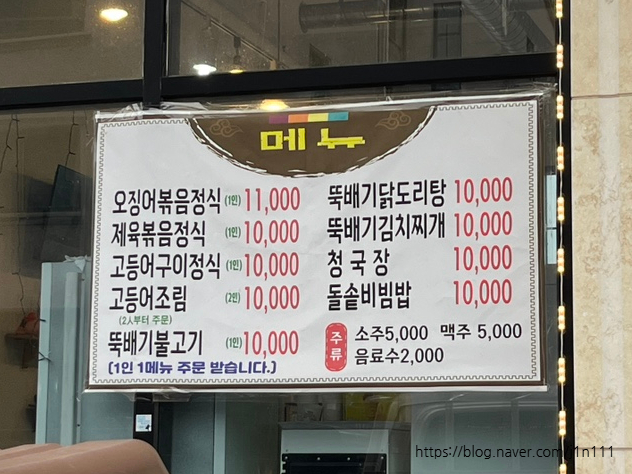 메뉴
오징어볶음정식 (1인) 11,000
제육볶음정식 (1인) 10,000
고등어구이정식 (1인) 10,000
고등어조림 (2인) 10,000
(2人부터 주문)
뚝배기불고기 (1인) 10,000
(1인 1메뉴 주문 받습니다.)
뚝배기닭도리탕 10,000
뚝배기김치찌개 10,000
청국장 10,000
돌솥비빔밥 10,000
주류 소주5,000 맥주 5,000
음료수2,000